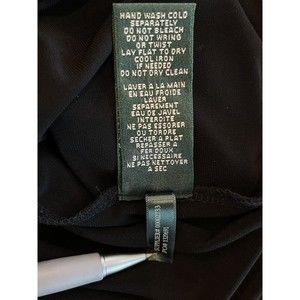 HAND WASH COLD
SEPARATELY
DO NOT BLEACH
DO NOT WRING
OR TWIST
LAY FLAT TO DRY
COOL IRON
IF NEEDED
DO NOT DRY CLEAN
LAVER A LA MAIN
EN EAU FROIDE
LAVER
SEPAREMENT
EAU DE JAVEL
INTERDITE
NE PAS ESSORER
OU TORDRE
SECHER A PLAT
REPASSER A
FER DOUX
SI NECESSAIRE
NE PAS NETTOYER
A SEC